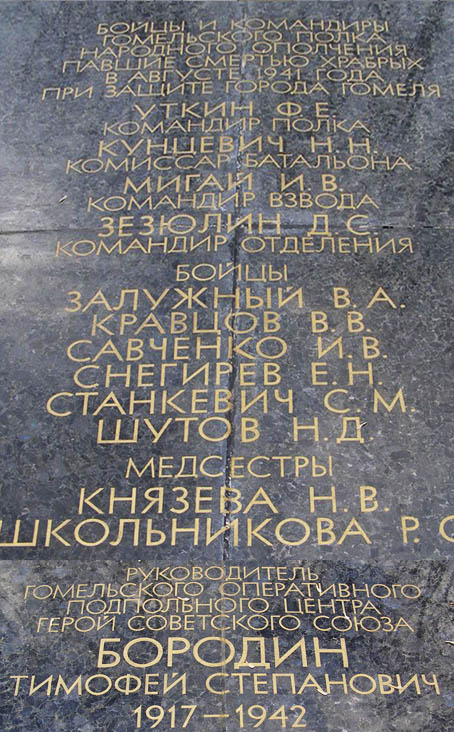 БОЙЦЫ И КОМАНДИРЫ
ГОМЕЛЬСКОГО ПОЛКА
НАРОДНОГО ОПОЛЧЕНИЯ
ПАВШИЕ СМЕРТЬЮ ХРАБРЫХ
В АВГУСТЕ 1941 ГОДА
ПРИ ЗАЩИТЕ ГОРОДА ГОМЕЛЯ
УТКИН Ф.Е.
КОМАНДИР ПОЛКА
КУНЦЕВИЧ Н.Н.
КОМИССАР БАТАЛЬОНА
МИГАЙ И.В.
КОМАНДИР ВЗВОДА
ЗЕЗЮЛИН Д.С.
КОМАНДИР ОТДЕЛЕНИЯ
БОЙЦЫ
ЗАЛУЖНЫЙ В.А.
КРАВЦОВ В.В.
САВЧЕНКО И.В.
СНЕГИРЕВ Е.Н.
СТАНКЕВИЧ С.М.
ШУТОВ Н.Д.
МЕДСЕСТРЫ
КНЯЗЕВА Н.В.
ШКОЛЬНИКОВА Р.С
РУКОВОДИТЕЛЬ
ГОМЕЛЬСКОГО ОПЕРАТИВНОГО
ПОДПОЛЬНОГО ЦЕНТРА
ГЕРОЙ СОВЕТСКОГО СОЮЗА
БОРОДИН
ТИМОФЕЙ СТЕПАНОВИЧ
1917 — 1942